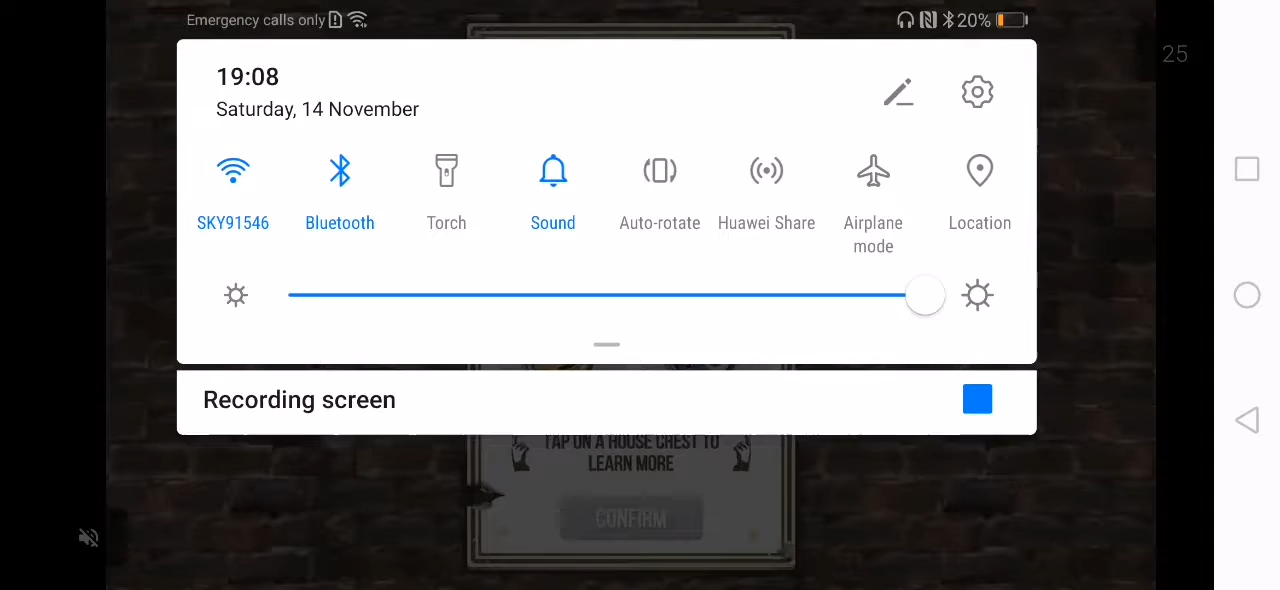 Emergency calls only
20%
25
19:08
Saturday, 14 November
SKY91546
Bluetooth
Torch
Sound
Auto-rotate
Huawei Share
Airplane
mode
Location
Recording screen
TAP ON A HOUSE CREST TO
LEARN MORE
CONFIRM